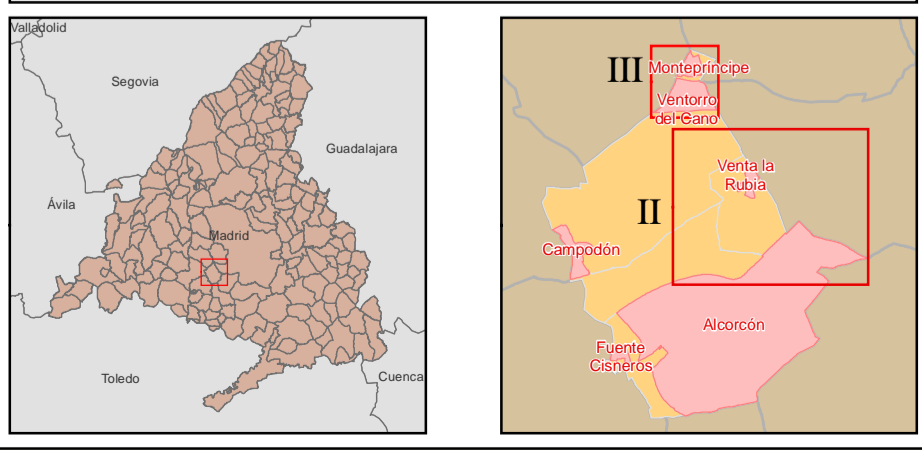 Valladolid
Segovia
Guadalajara
Ávila
Madrid
Toledo
Cuenca
III
Montepríncipe
Ventorro
del Cano
Venta la
Rubia
II
Campodón
Alcorcón
Fuente
Cisneros